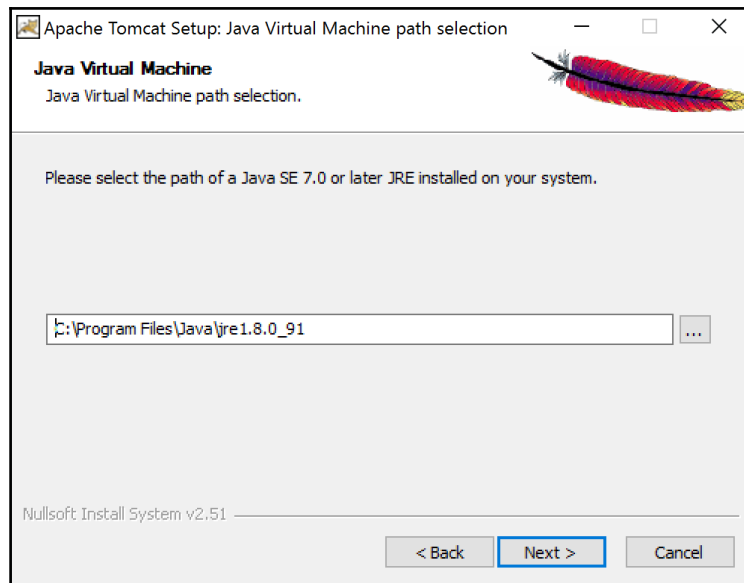 Apache Tomcat Setup: Java Virtual Machine path selection
Java Virtual Machine
Java Virtual Machine path selection.
Please select the path of a Java SE 7.0 or later JRE installed on your system.
C:\Program Files\Java\jre1.8.0_91
...
Nullsoft Install System v2.51
< Back
Next >
Cancel